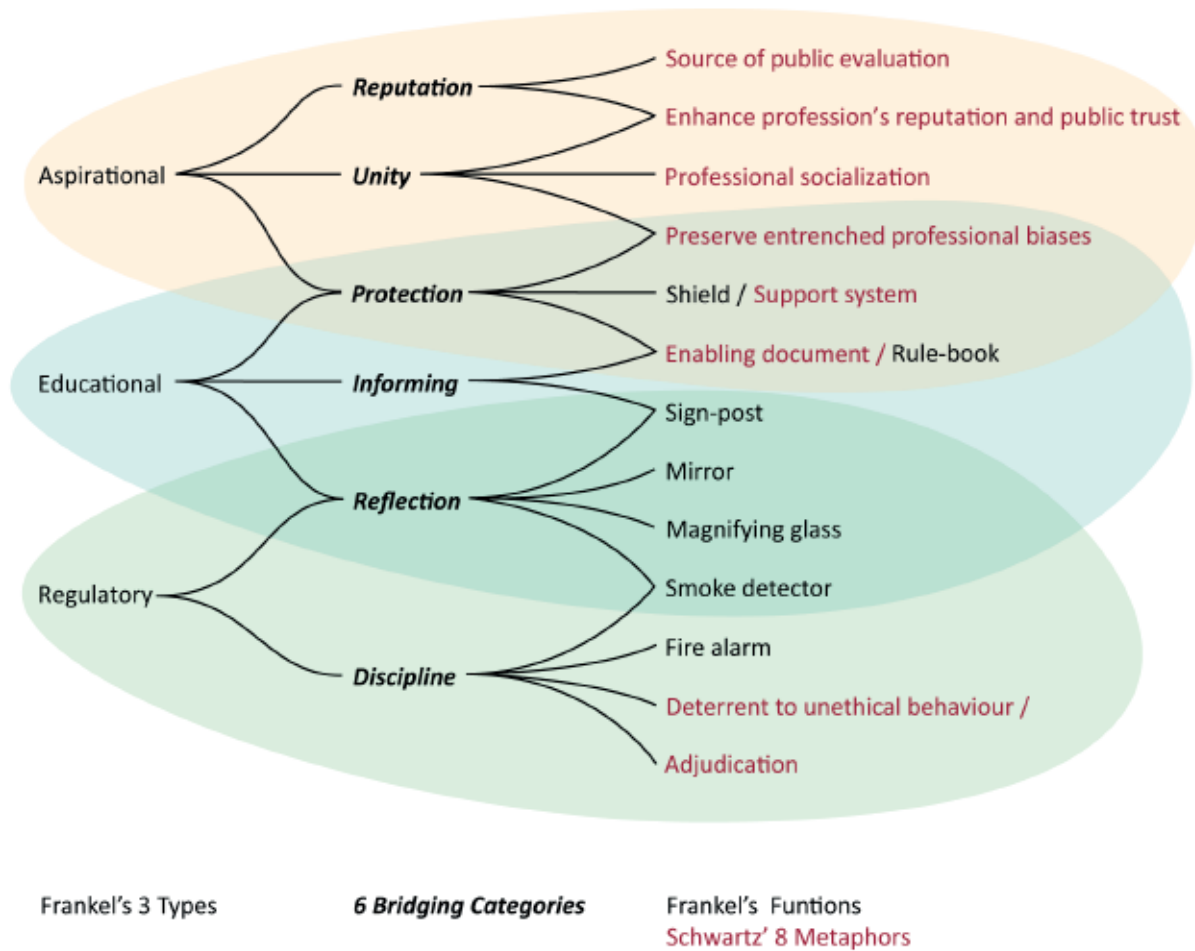 Source of public evaluation
Reputation
Enhance profession's reputation and public trust
Aspirational
Unity
Professional socialization
Preserve entrenched professional biases
Protection
Shield / Support system
Enabling document / Rule-book
Educational
Informing
Sign-post
Mirror
Reflection
Magnifying glass
Smoke detector
Regulatory
Fire alarm
Discipline
Deterrent to unethical behaviour /
Adjudication
Frankel's 3 Types
6 Bridging Categories
Frankel's Funtions
Schwartz' 8 Metaphors